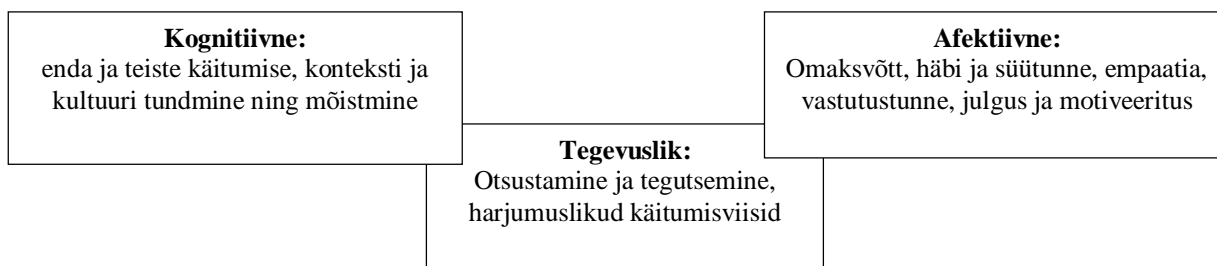 Kognitiivne:
enda ja teiste käitumise, konteksti ja
kultuuri tundmine ning mõistmine
Afektiivne:
Omaksvõtt, häbi ja süütunne, empaatia,
vastutustunne, julgus ja motiveeritus
Tegevuslik:
Otsustamine ja tegutsemine,
harjumuslikud käitumisviisid